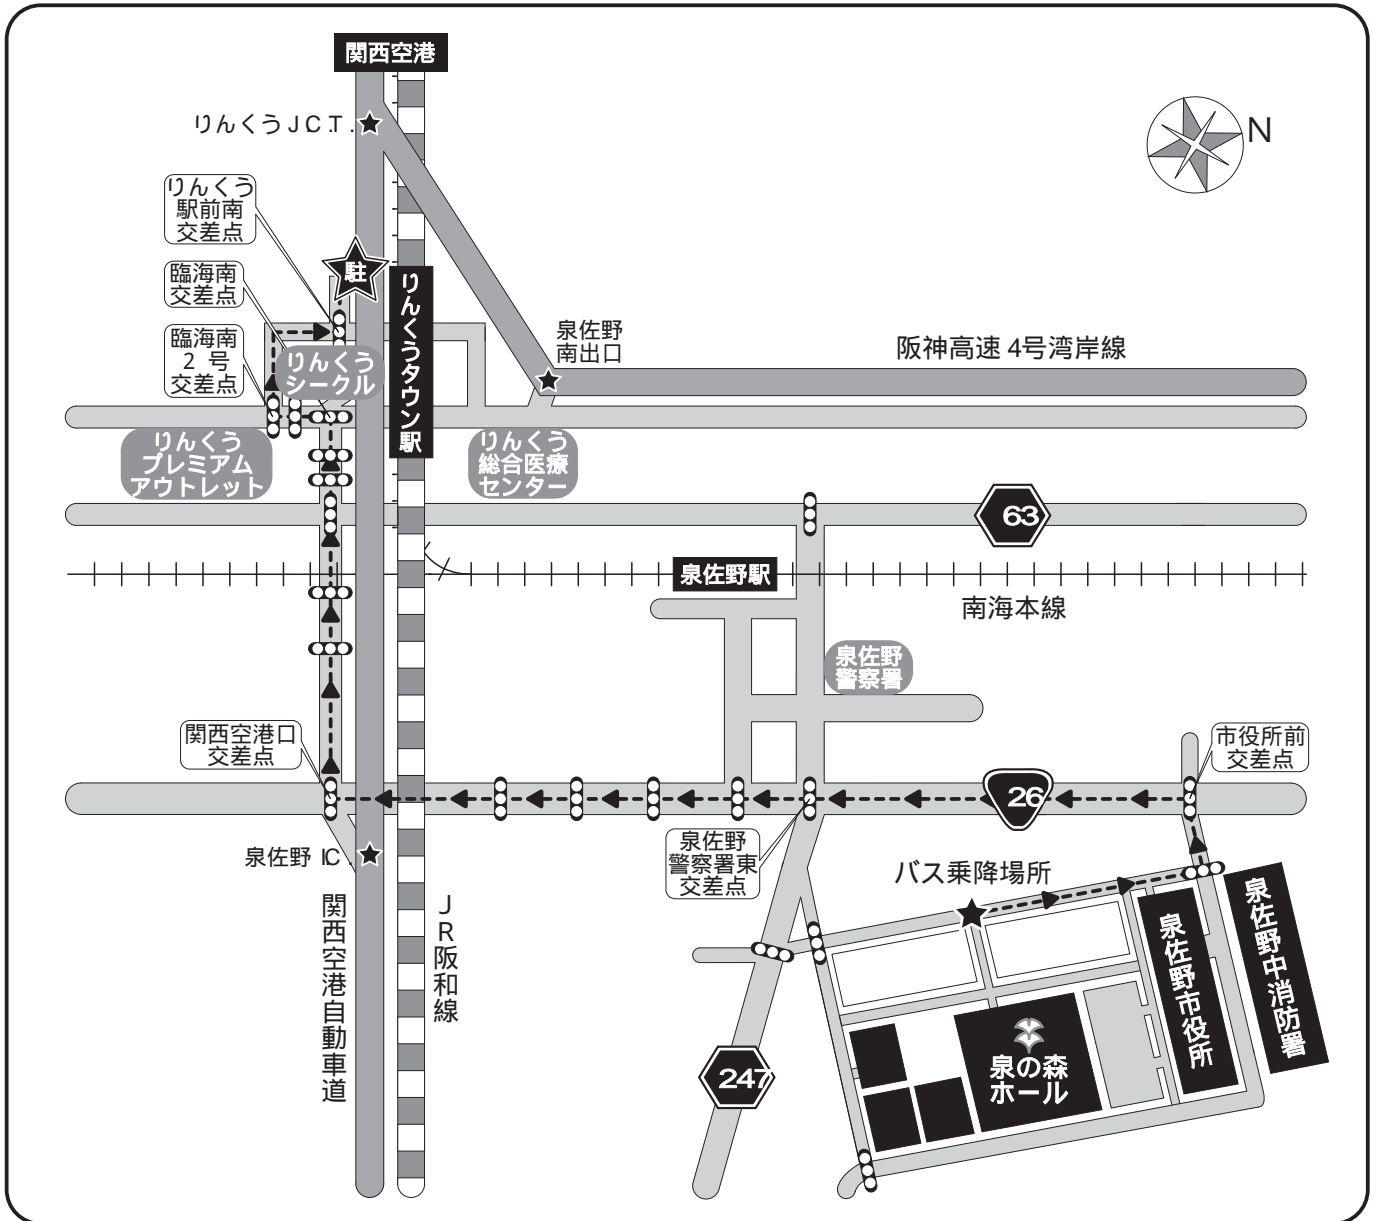 関西空港
りんくうＪＣＴ.
N
りんくう
駅前南
交差点
駐
臨海南
交差点
臨海南
２号
交差点
りんくう
シークル
りんくうタウン駅
泉佐野
南出口
阪神高速 4号湾岸線
りんくう
プレミアム
アウトレット
りんくう
総合医療
センター
63
泉佐野駅
南海本線
泉佐野
警察署
関西空港口
交差点
市役所前
交差点
26
泉佐野 IC.
泉佐野
警察署東
交差点
バス乗降場所
関西空港自動車道
ＪＲ阪和線
泉佐野市役所
泉佐野中消防署
泉の森
ホール
247